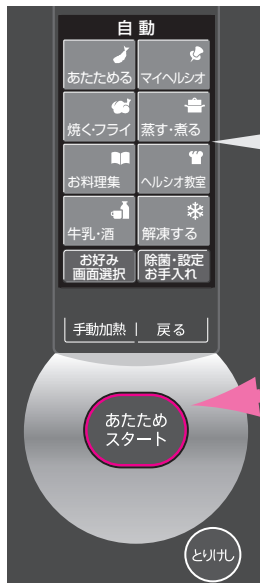 自動
あたためる
マイヘルシオ
焼く・フライ
蒸す・煮る
お料理集
ヘルシオ教室
牛乳・酒
解凍する
お好み
画面選択
除菌・設定
お手入れ
手動加熱
戻る
あたため
スタート
とりけし